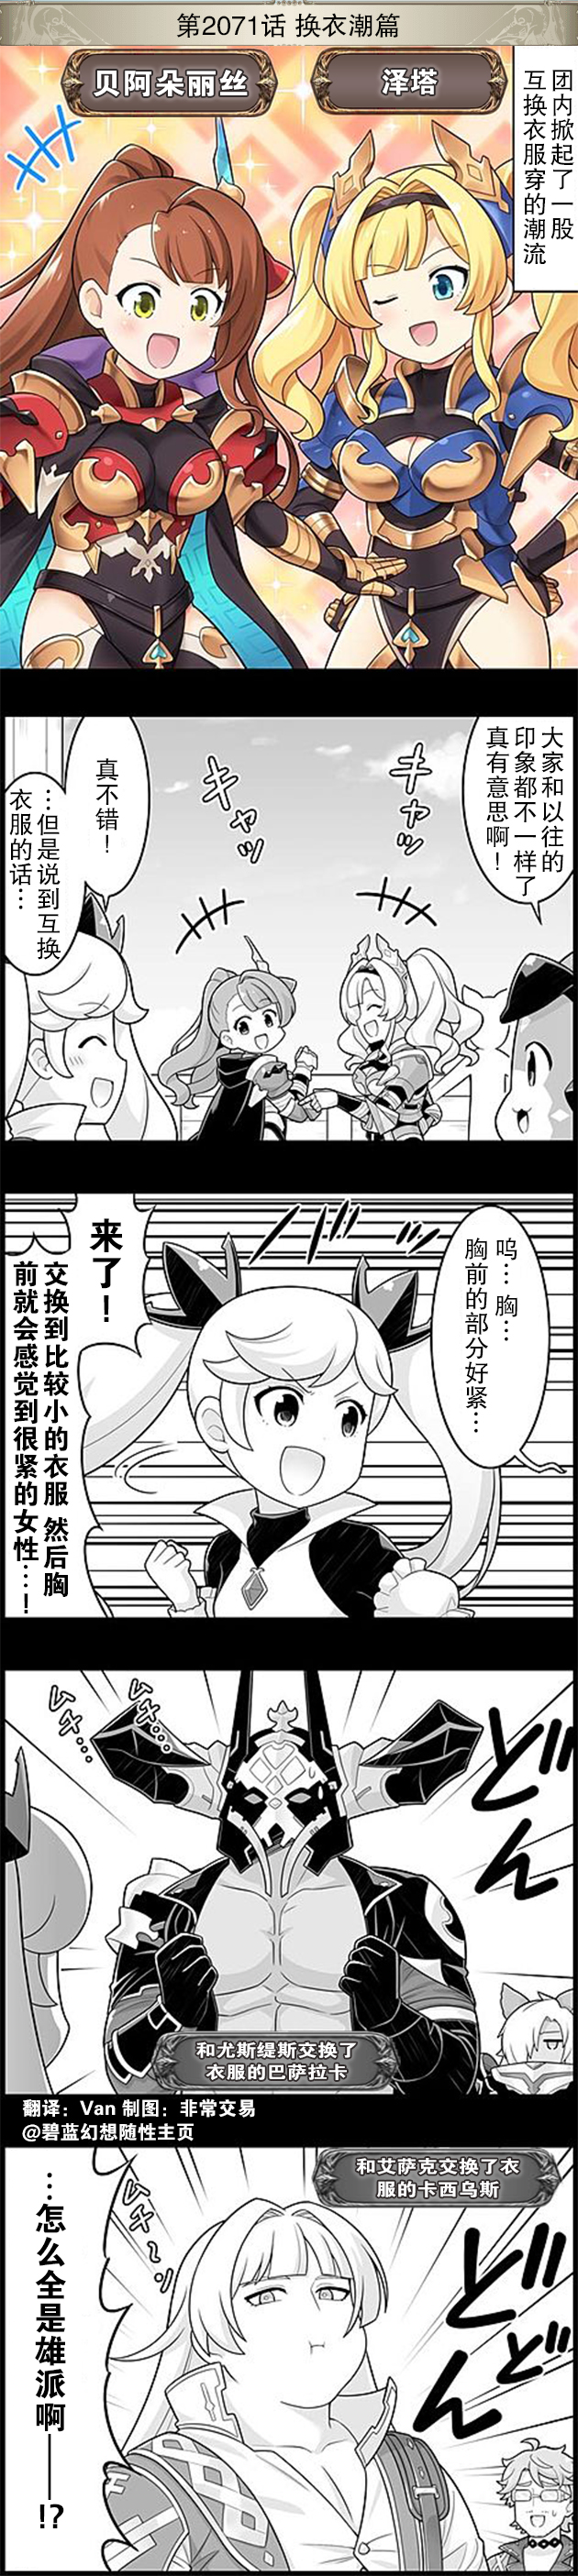 第2071话 换衣潮篇
团内掀起了一股
互换衣服穿的潮流
泽塔
贝阿朵丽丝
大家和以往的
印象都不一样了
真有意思啊！
キャッ
キャッ
真不错！
…但是说到互换
衣服的话…
呜…胸…
胸前的部分好紧…
来了！
交换到比较小的衣服 然后胸
前就会感觉到很紧的女性…！
どどん
ムチ…
ムチ…
和尤斯缇斯交换了
衣服的巴萨拉卡
翻译：Van 制图：非常交易
@碧蓝幻想随性主页
和艾萨克交换了衣
服的卡西乌斯
どどん
ムチ～
…怎么全是雄派啊——!?